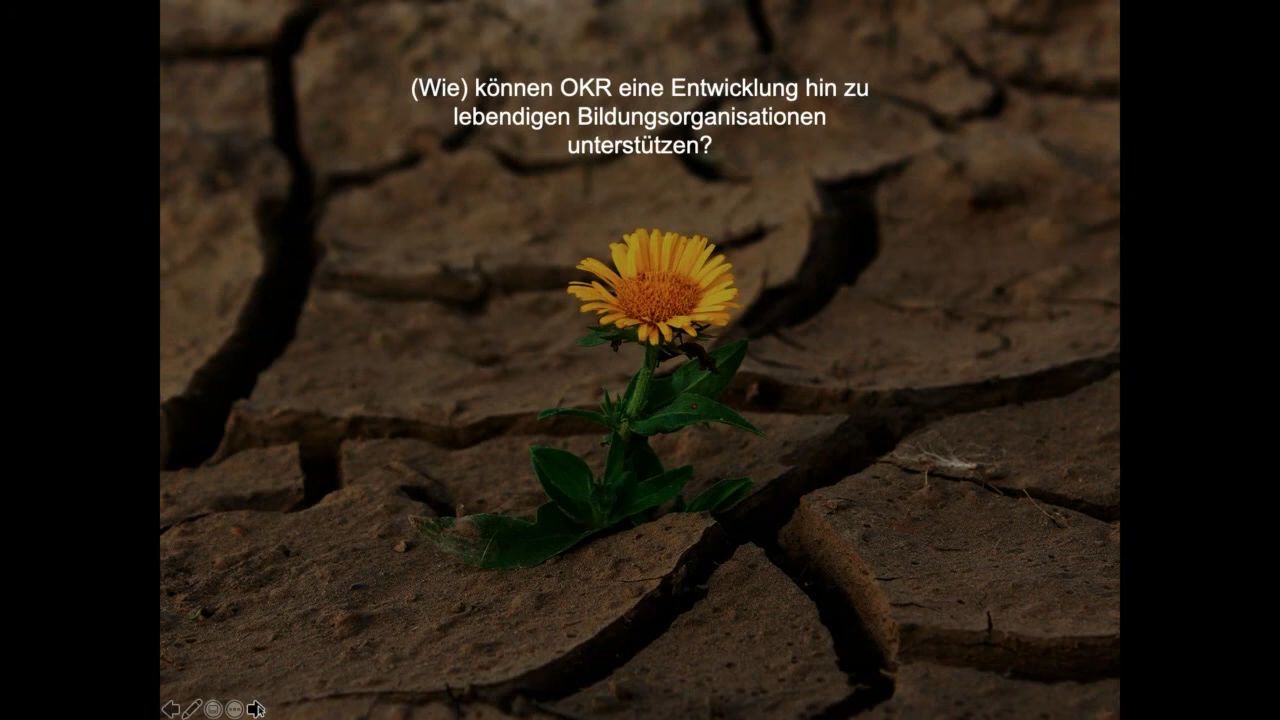 (Wie) können OKR eine Entwicklung hin zu
lebendigen Bildungsorganisationen
unterstützen?